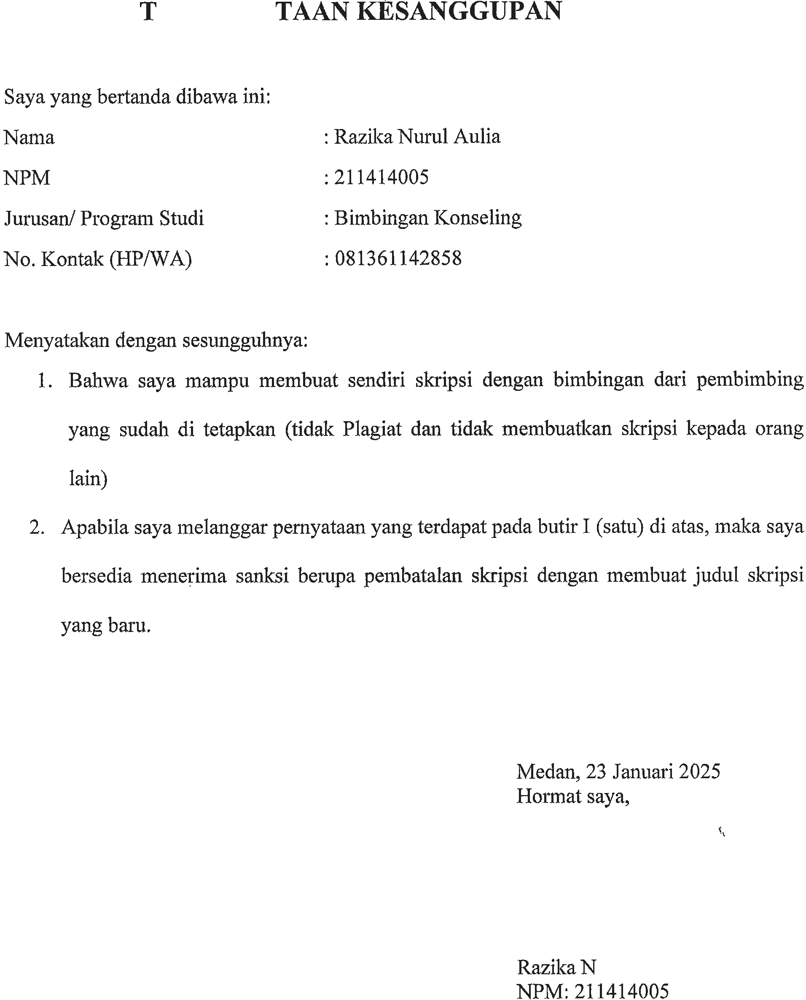 T TAAN KESANGGUPAN
Saya yang bertanda dibawa ini:
Nama : Razika Nurul Aulia
NPM : 211414005
Jurusan/ Program Studi : Bimbingan Konseling
No. Kontak (HP/WA) : 081361142858
Menyatakan dengan sesungguhnya:
1. Bahwa saya mampu membuat sendiri skripsi dengan bimbingan dari pembimbing
yang sudah di tetapkan (tidak Plagiat dan tidak membuatkan skripsi kepada orang
lain)
2. Apabila saya melanggar pernyataan yang terdapat pada butir I (satu) di atas, maka saya
bersedia menerima sanksi berupa pembatalan skripsi dengan membuat judul skripsi
yang baru.
Medan, 23 Januari 2025
Hormat saya,
Razika N
NPM: 211414005